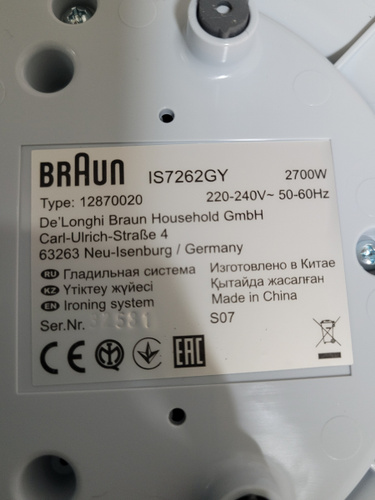 BRAUN IS7262GY 2700W
Type: 12870020 220-240V~ 50-60Hz
De'Longhi Braun Household GmbH
Carl-Ulrich-Straße 4
63263 Neu-Isenburg / Germany
RU Гладильная система Изготовлено в Китае
KZ Үтіктеу жүйесі Қытайда жасалған
EN Ironing system Made in China
Ser.Nr. S07
CE EAC